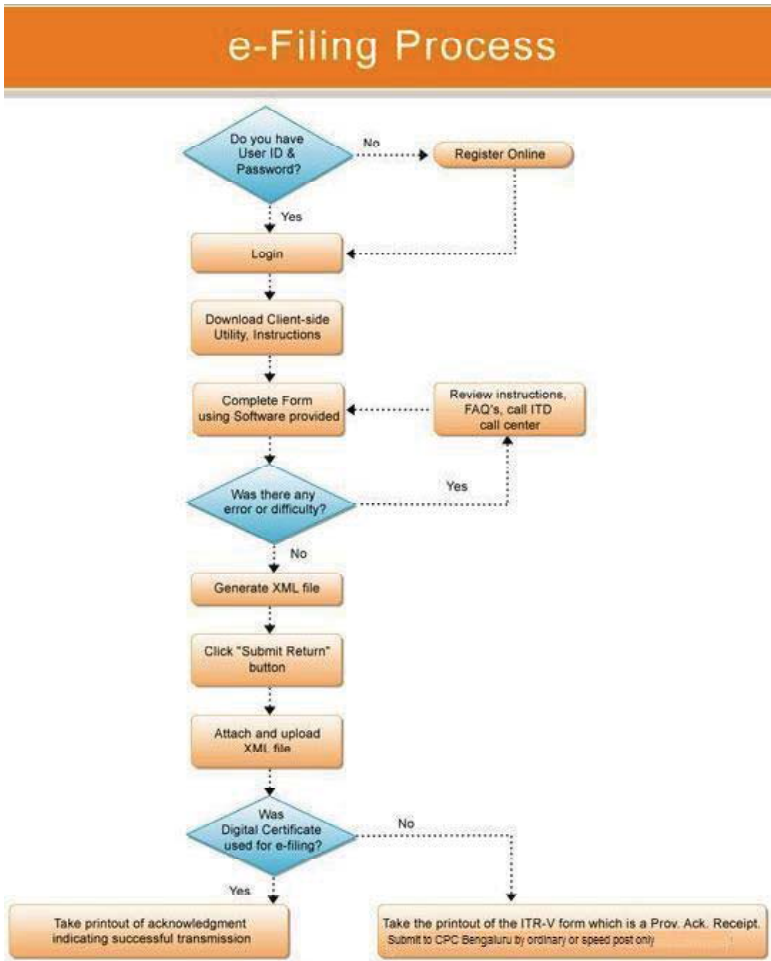 e-Filing Process
Do you have
User ID &
Password?
No
Register Online
Yes
Login
Download Client-side
Utility, Instructions
Complete Form
using Software provided
Review instructions,
FAQ's, call ITD
call center
Was there any
error or difficulty?
Yes
No
Generate XML file
Click "Submit Return"
button
Attach and upload
XML file
Was
Digital Certificate
used for e-filing?
No
Yes
Take printout of acknowledgment
indicating successful transmission
Take the printout of the ITR-V form which is a Prov. Ack. Receipt.
Submit to CPC Bengaluru by ordinary or speed post only